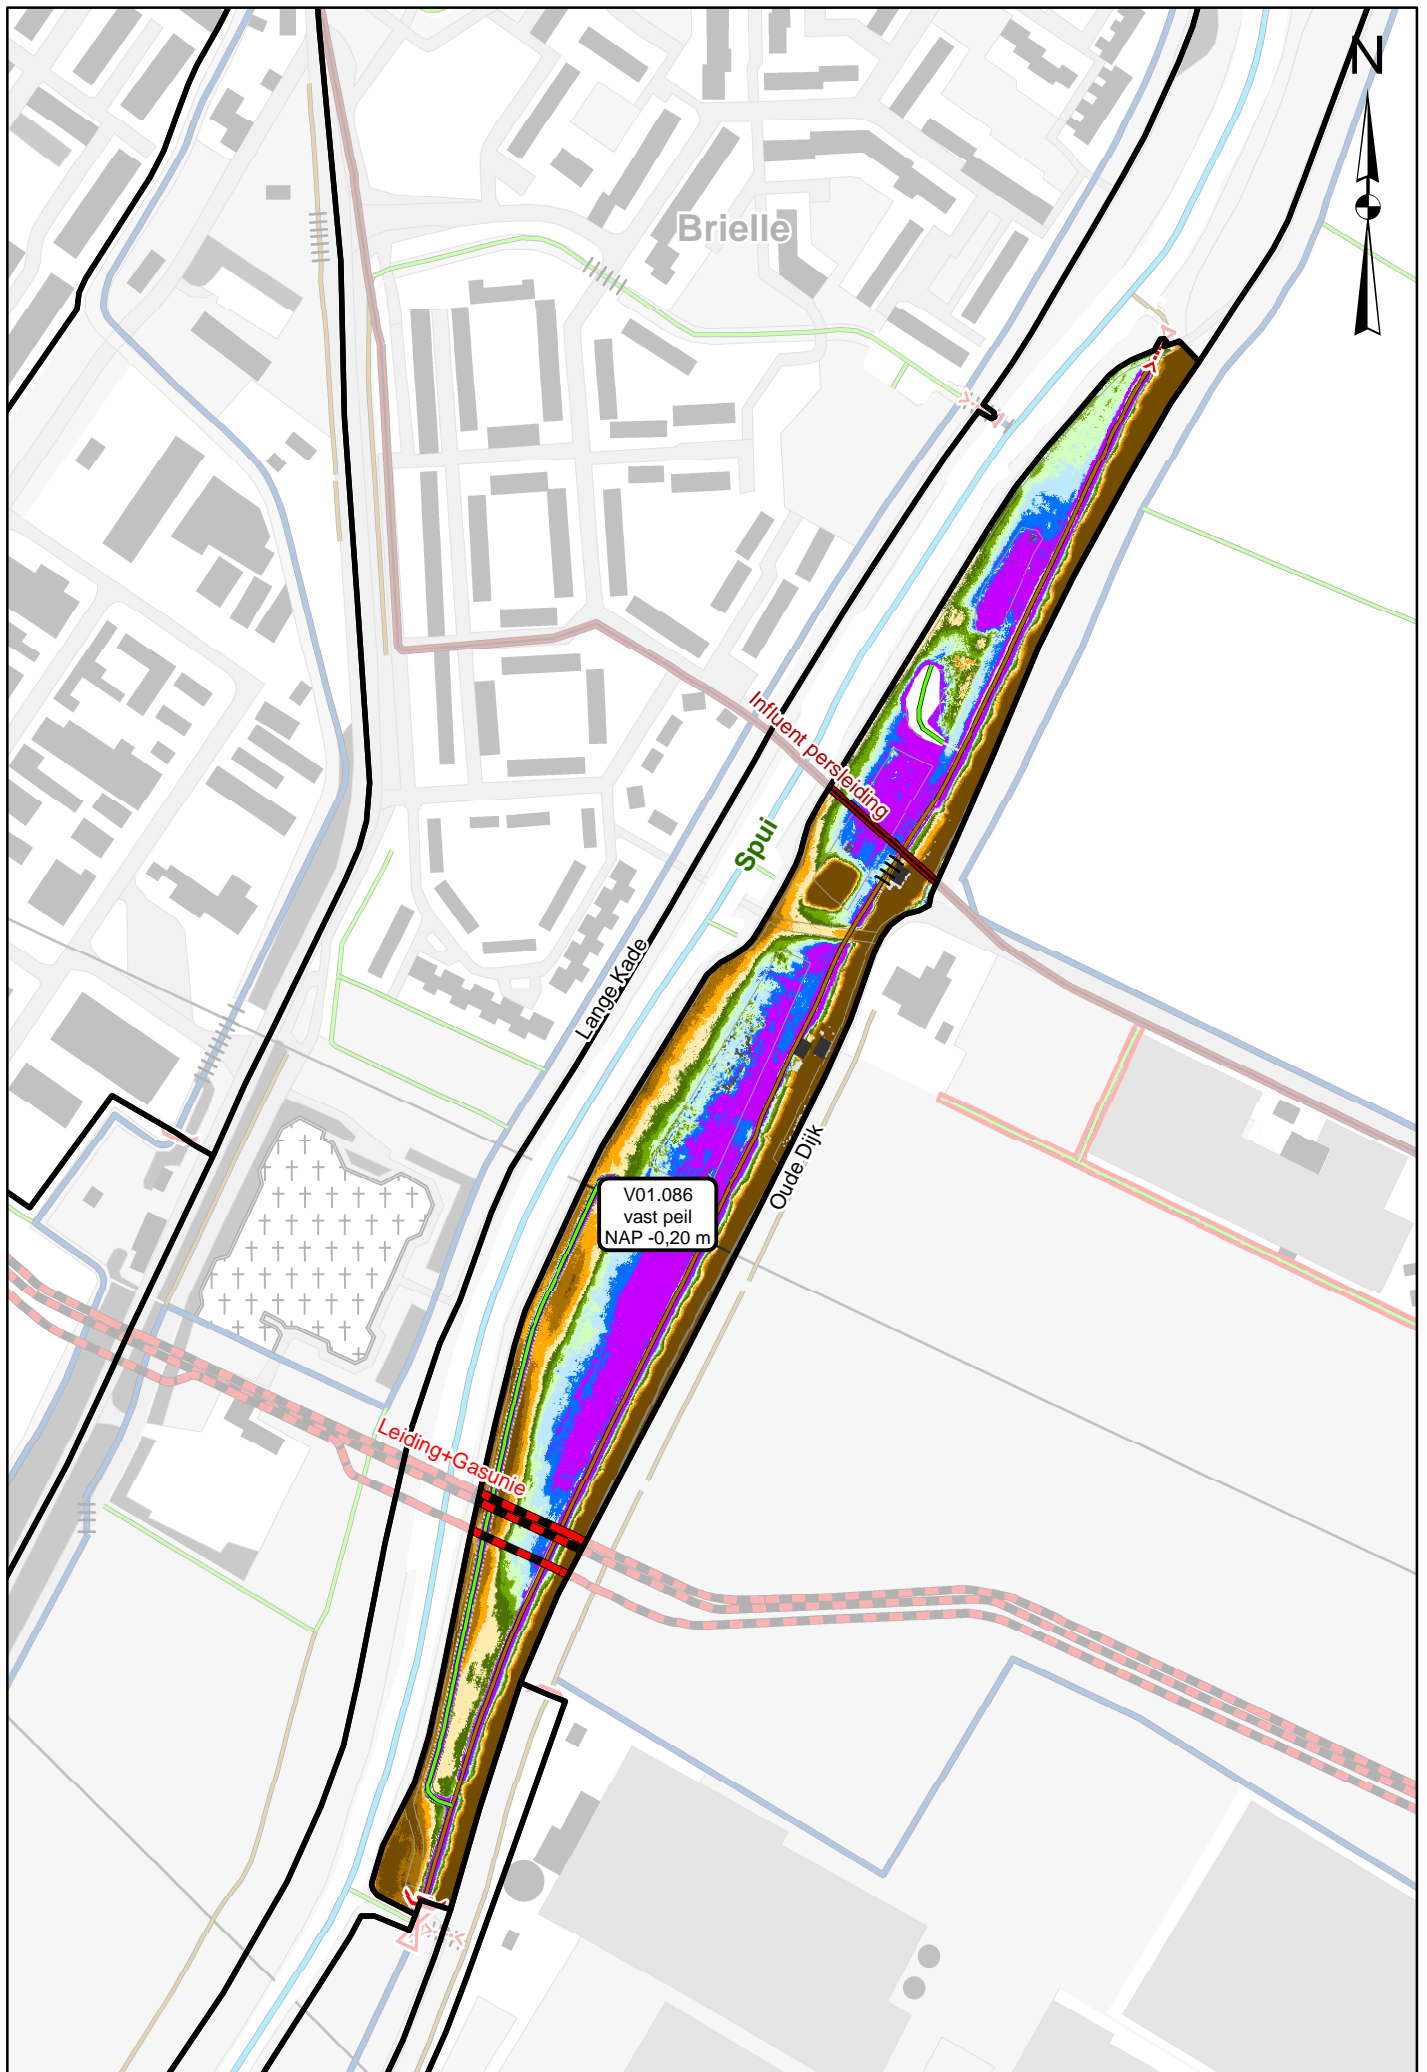 N
Brielle
Influent persleiding
Spui
Lange Kade
Oude Dijk
V01.086
vast peil
NAP -0,20 m
Leiding+Gasunie